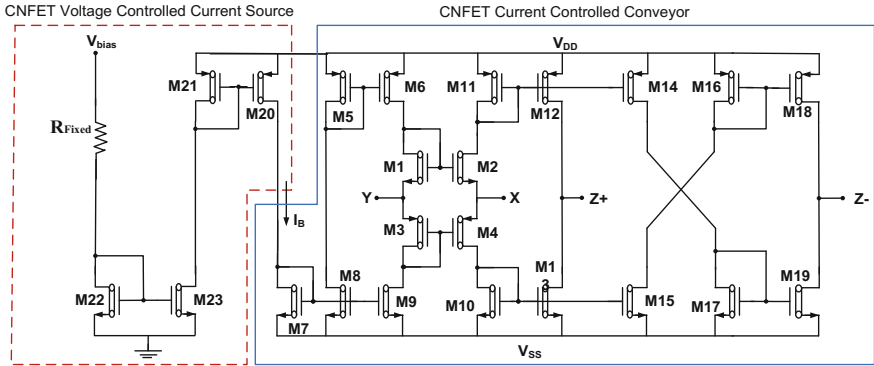 CNFET Voltage Controlled Current Source
CNFET Current Controlled Conveyor
Vbias
VDD
M21
M20
M5
M6
M11
M12
M14
M16
M18
RFixed
M1
M2
Y
X
Z+
Z-
IB
M3
M4
M22
M23
M7
M8
M9
M10
M1
3
M15
M17
M19
VSS